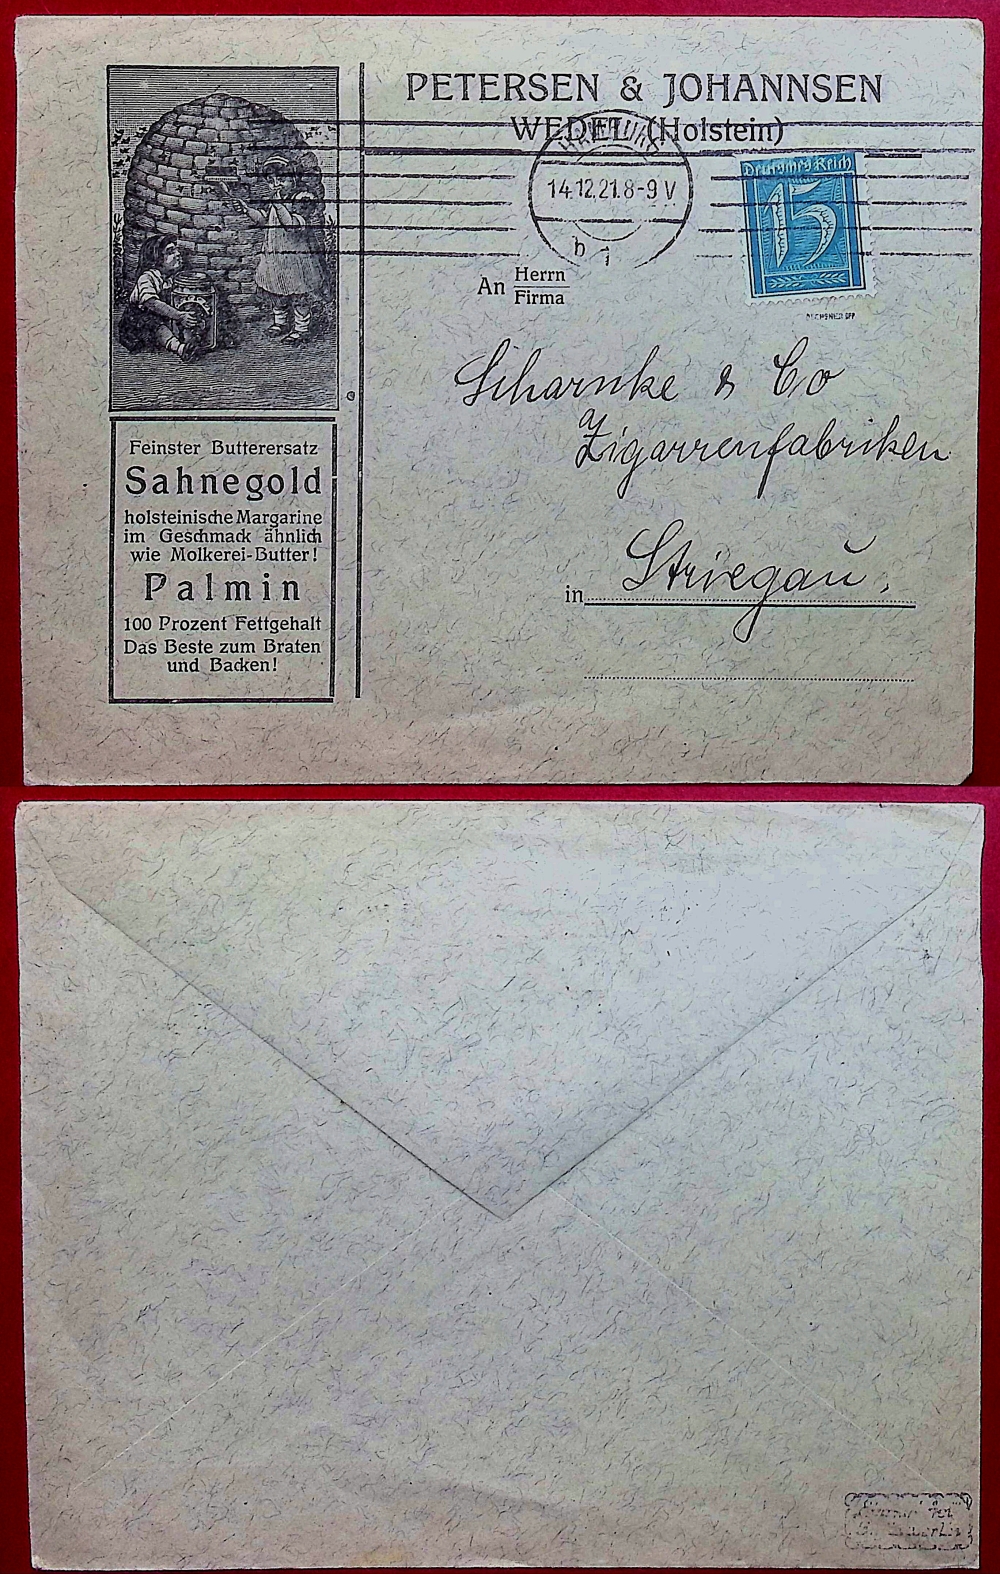 PETERSEN & JOHANNSEN
WEDEL (Holstein)
HAMBURG
14.12.21.8-9 V
b i
Deutsches Reich
15
An Herrn
Firma
Scharnke & Co
Zigarrenfabriken
in Striegau.
Feinster Butterersatz
Sahnegold
holsteinische Margarine
im Geschmack ähnlich
wie Molkerei-Butter!
Palmin
100 Prozent Fettgehalt
Das Beste zum Braten
und Backen!